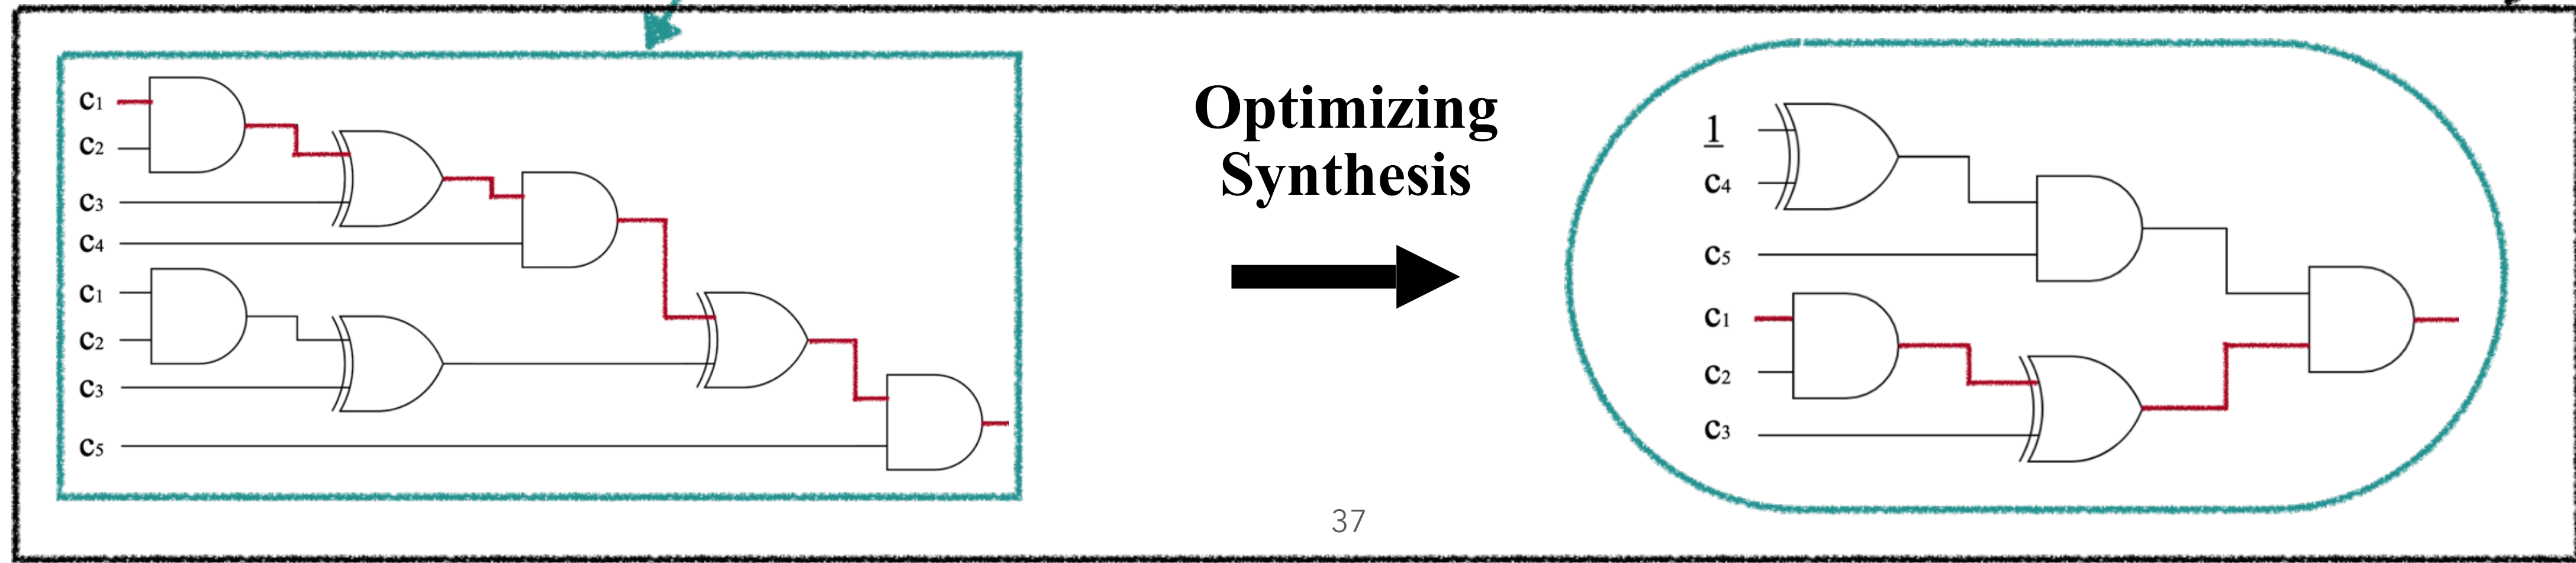 c₁
c₂
c₃
c₄
c₁
c₂
c₃
c₅
Optimizing
Synthesis
1
c₄
c₅
c₁
c₂
c₃
37